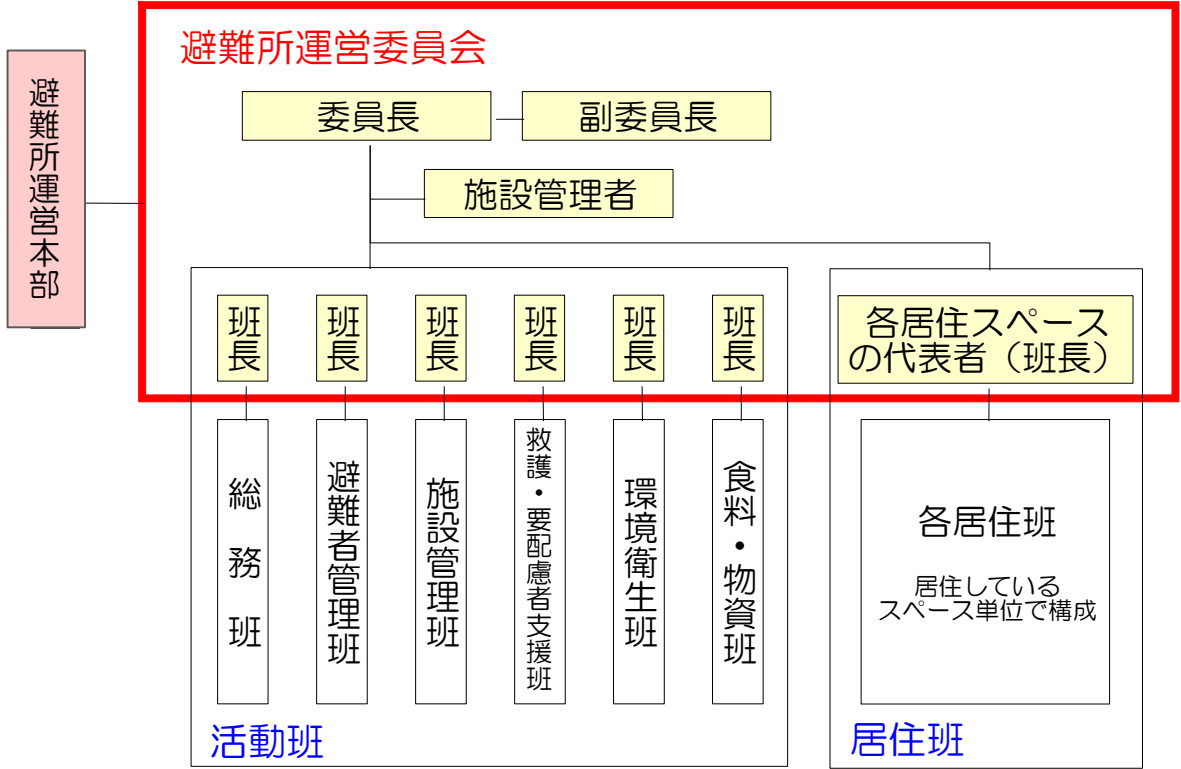 避難所運営委員会
避難所運営本部
委員長
副委員長
施設管理者
班長
班長
班長
班長
班長
班長
各居住スペース
の代表者（班長）
総務班
避難者管理班
施設管理班
救護・要配慮者支援班
環境衛生班
食料・物資班
各居住班
居住している
スペース単位で構成
活動班
居住班